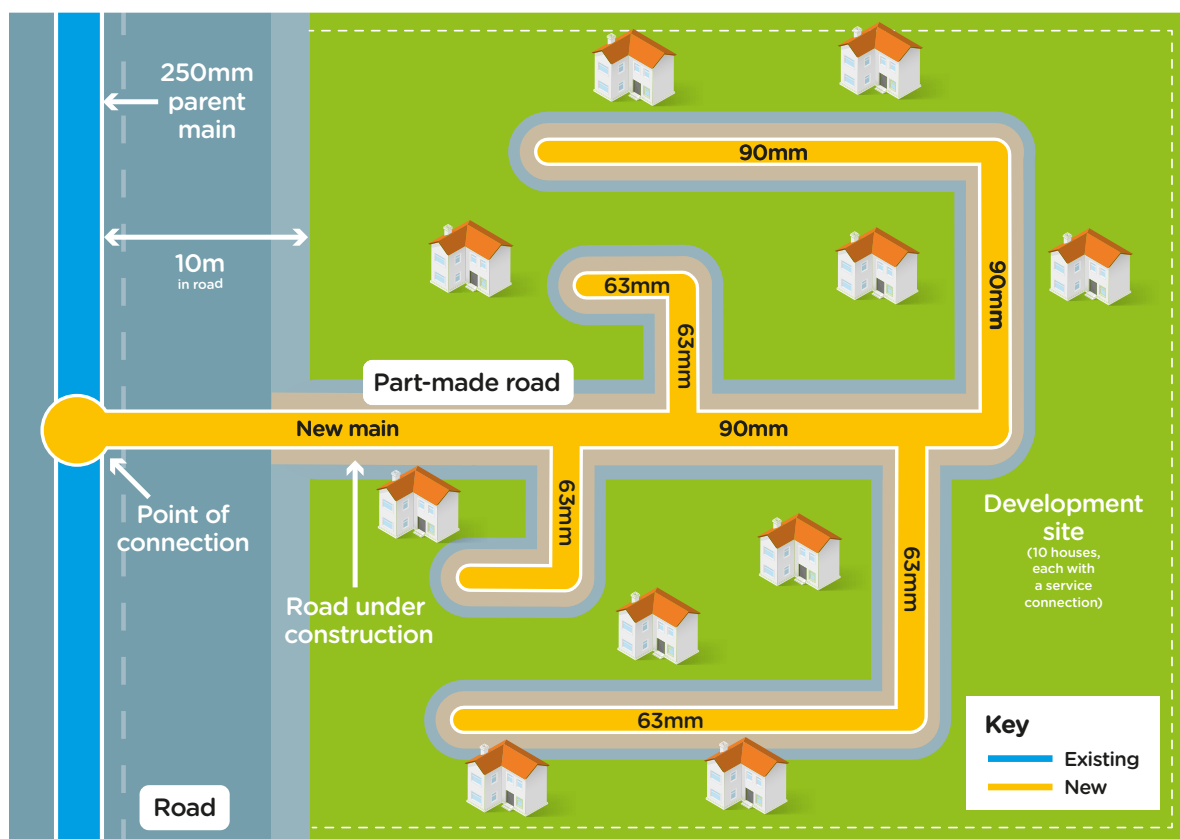 250mm
parent
main
10m
in road
90mm
90mm
63mm
63mm
Part-made road
New main
90mm
63mm
63mm
63mm
Point of
connection
Road under
construction
Development
site
(10 houses,
each with
a service
connection)
Road
Key
Existing
New